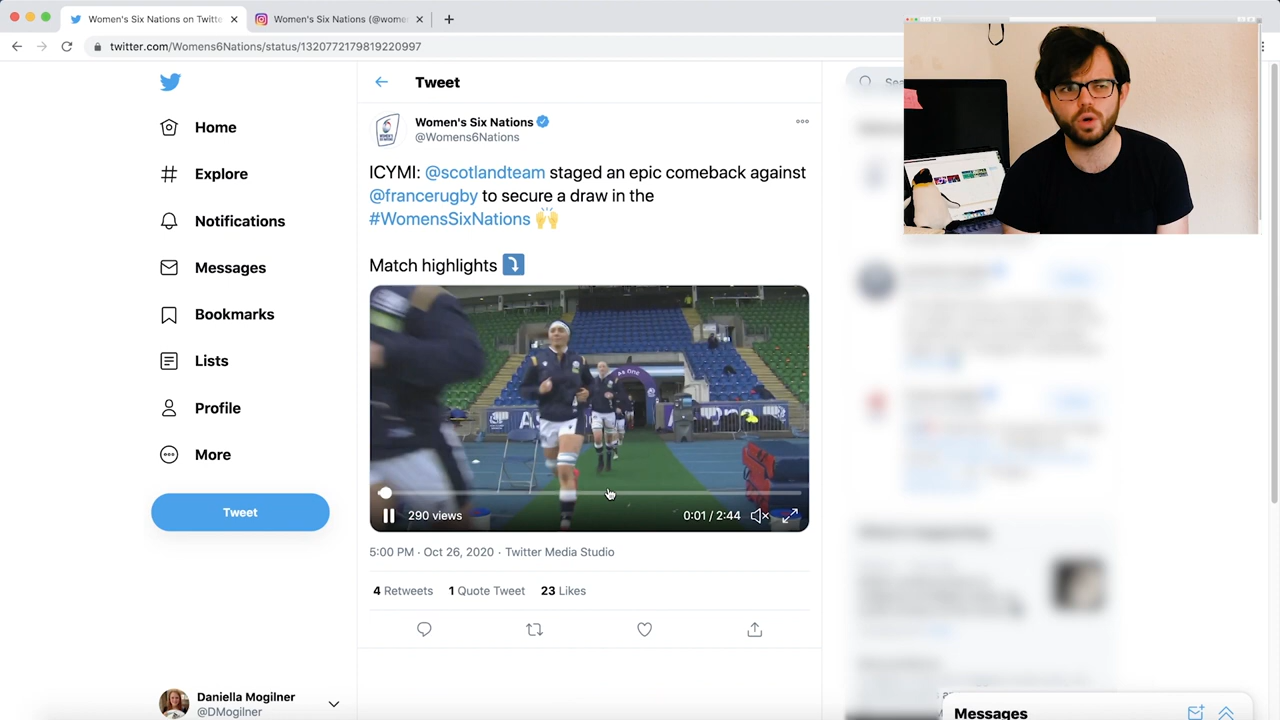 Women's Six Nations on Twitte
Women's Six Nations (@wome
twitter.com/Womens6Nations/status/1320772179819220997
Home
Explore
Notifications
Messages
Bookmarks
Lists
Profile
More
Tweet
Daniella Mogilner
@DMogilner
Tweet
Women's Six Nations
@Womens6Nations
ICYMI: @scotlandteam staged an epic comeback against
@francerugby to secure a draw in the
#WomensSixNations 🙌
Match highlights ⤵️
As One
290 views
0:01 / 2:44
5:00 PM · Oct 26, 2020 · Twitter Media Studio
4 Retweets 1 Quote Tweet 23 Likes
Messages